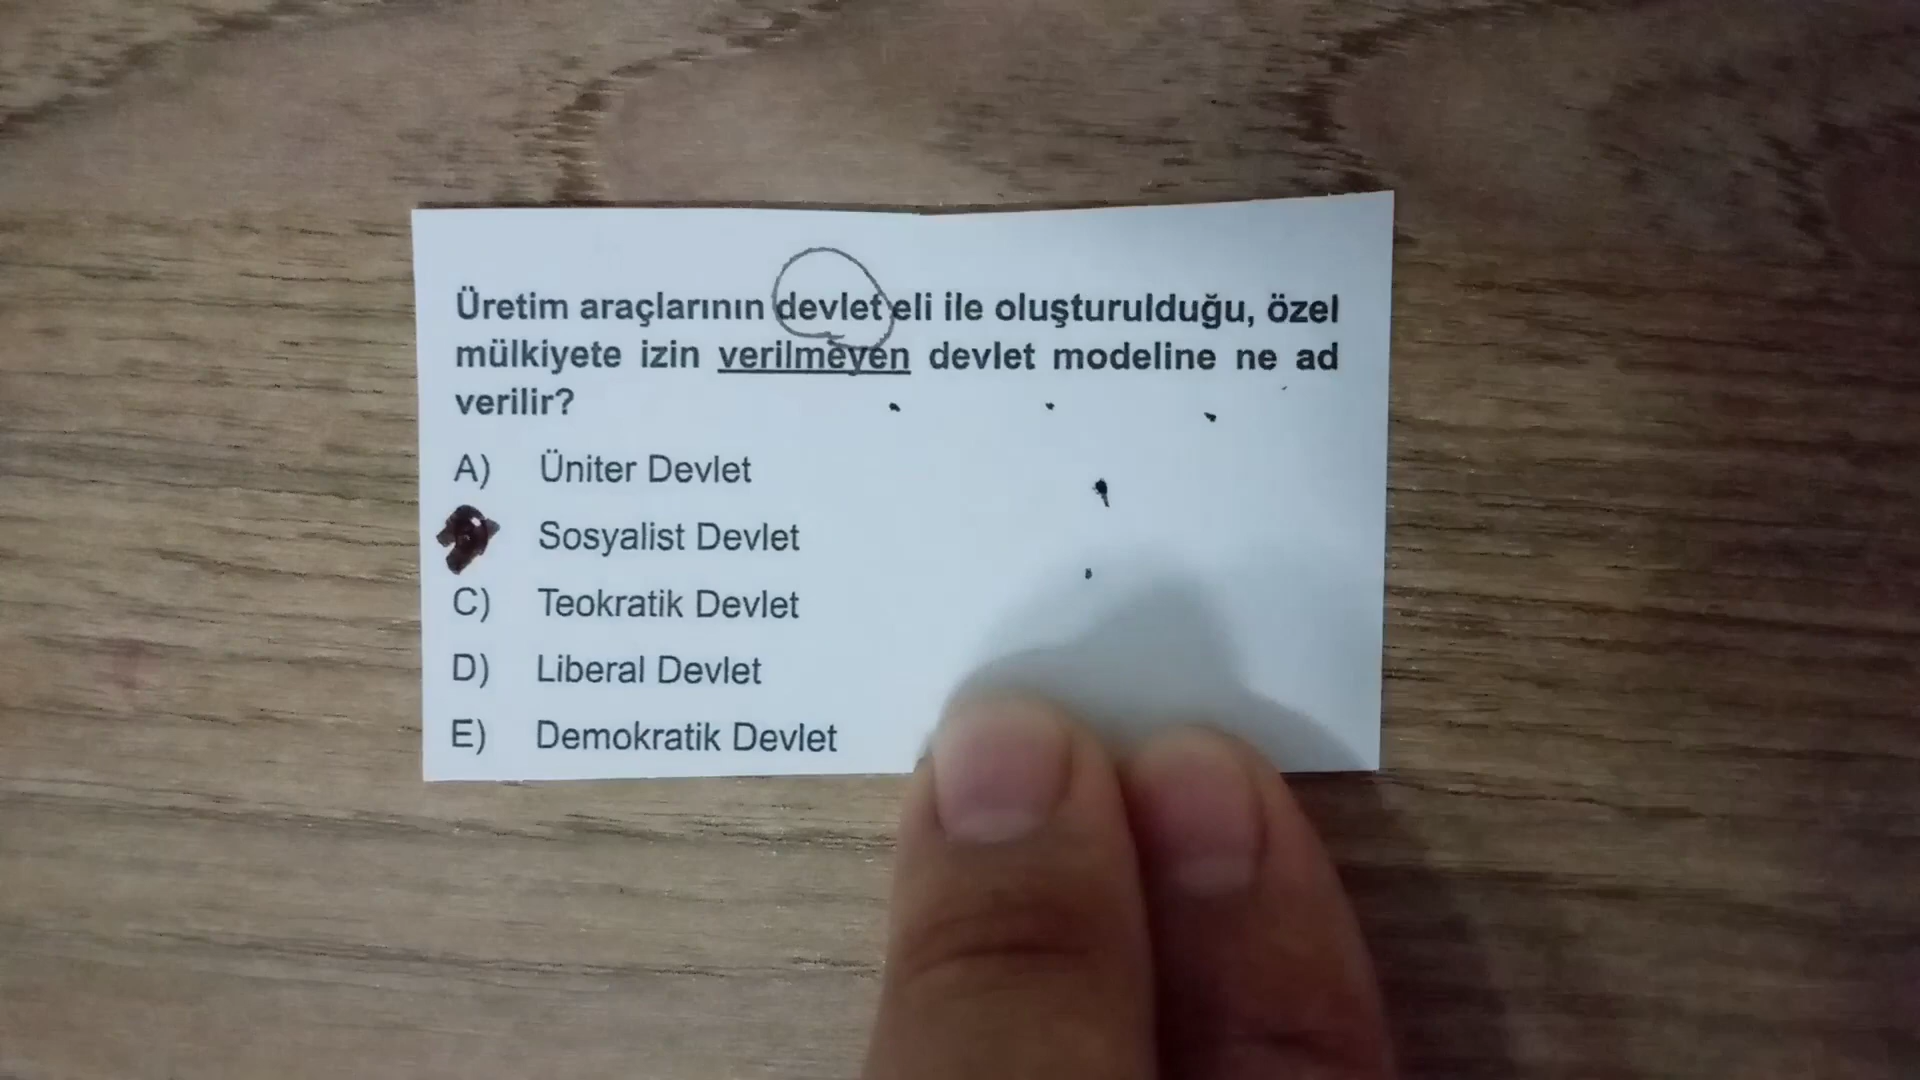 Üretim araçlarının devlet eli ile oluşturulduğu, özel
mülkiyete izin verilmeyen devlet modeline ne ad
verilir?
A) Üniter Devlet
Sosyalist Devlet
C) Teokratik Devlet
D) Liberal Devlet
E) Demokratik Devlet